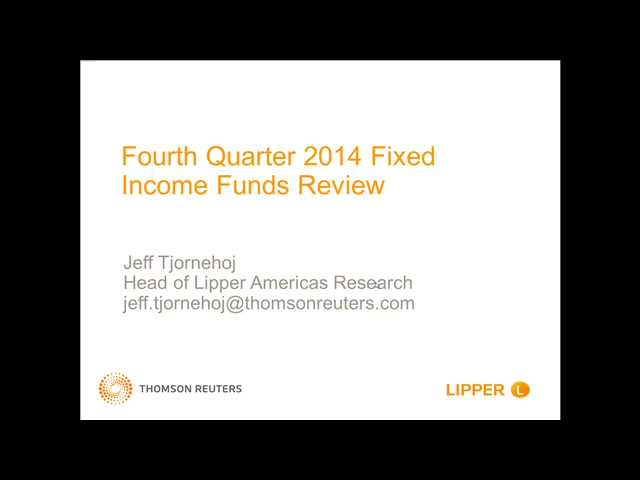 Fourth Quarter 2014 Fixed
Income Funds Review
Jeff Tjornehoj
Head of Lipper Americas Research
jeff.tjornehoj@thomsonreuters.com
THOMSON REUTERS
LIPPER L